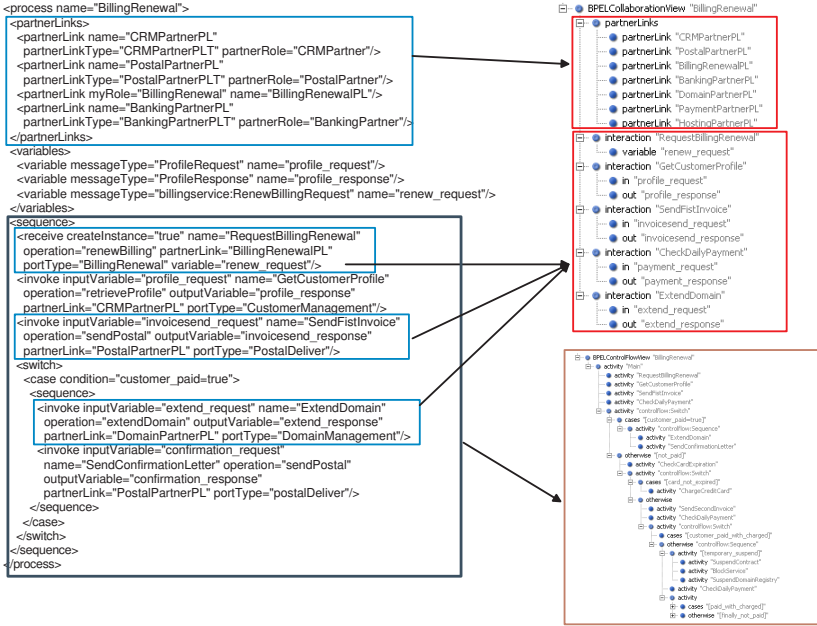 <process name="BillingRenewal">
<partnerLinks>
<partnerLink name="CRMPartnerPL"
partnerLinkType="CRMPartnerPLT" partnerRole="CRMPartner"/>
<partnerLink name="PostalPartnerPL"
partnerLinkType="PostalPartnerPLT" partnerRole="PostalPartner"/>
<partnerLink myRole="BillingRenewal" name="BillingRenewalPL"/>
<partnerLink name="BankingPartnerPL"
partnerLinkType="BankingPartnerPLT" partnerRole="BankingPartner"/>
</partnerLinks>
<variables>
<variable messageType="ProfileRequest" name="profile_request"/>
<variable messageType="ProfileResponse" name="profile_response"/>
<variable messageType="billingservice:RenewBillingRequest" name="renew_request"/>
</variables>
<sequence>
<receive createInstance="true" name="RequestBillingRenewal"
operation="renewBilling" partnerLink="BillingRenewalPL"
portType="BillingRenewal" variable="renew_request"/>
<invoke inputVariable="profile_request" name="GetCustomerProfile"
operation="retrieveProfile" outputVariable="profile_response"
partnerLink="CRMPartnerPL" portType="CustomerManagement"/>
<invoke inputVariable="invoicesend_request" name="SendFistInvoice"
operation="sendPostal" outputVariable="invoicesend_response"
partnerLink="PostalPartnerPL" portType="PostalDeliver"/>
<switch>
<case condition="customer_paid=true">
<sequence>
<invoke inputVariable="extend_request" name="ExtendDomain"
operation="extendDomain" outputVariable="extend_response"
partnerLink="DomainPartnerPL" portType="DomainManagement"/>
<invoke inputVariable="confirmation_request"
name="SendConfirmationLetter" operation="sendPostal"
outputVariable="confirmation_response"
partnerLink="PostalPartnerPL" portType="postalDeliver"/>
</sequence>
</case>
</switch>
</sequence>
</process>
BPELCollaborationView "BillingRenewal"
partnerLinks
partnerLink "CRMPartnerPL"
partnerLink "PostalPartnerPL"
partnerLink "BillingRenewalPL"
partnerLink "BankingPartnerPL"
partnerLink "DomainPartnerPL"
partnerLink "PaymentPartnerPL"
partnerLink "HostingPartnerPL"
interaction "RequestBillingRenewal"
variable "renew_request"
interaction "GetCustomerProfile"
in "profile_request"
out "profile_response"
interaction "SendFistInvoice"
in "invoicesend_request"
out "invoicesend_response"
interaction "CheckDailyPayment"
in "payment_request"
out "payment_response"
interaction "ExtendDomain"
in "extend_request"
out "extend_response"
BPELControlFlowView "BillingRenewal"
activity "Main"
activity "RequestBillingRenewal"
activity "GetCustomerProfile"
activity "SendFistInvoice"
activity "CheckDailyPayment"
activity "controlflow:Switch"
cases "[customer_paid=true]"
activity "controlflow:Sequence"
activity "ExtendDomain"
activity "SendConfirmationLetter"
otherwise "[not_paid]"
activity "CheckCardExpiration"
activity "controlflow:Switch"
cases "[card_not_expired]"
activity "ChargeCreditCard"
otherwise
activity "SendSecondInvoice"
activity "CheckDailyPayment"
activity "controlflow:Switch"
cases "[customer_paid_with_charged]"
otherwise "controlflow:Sequence"
activity "[temporary_suspend]"
activity "SuspendContract"
activity "BlockService"
activity "SuspendDomainRegistry"
activity "CheckDailyPayment"
activity
cases "[paid_with_charged]"
otherwise "[finally_not_paid]"